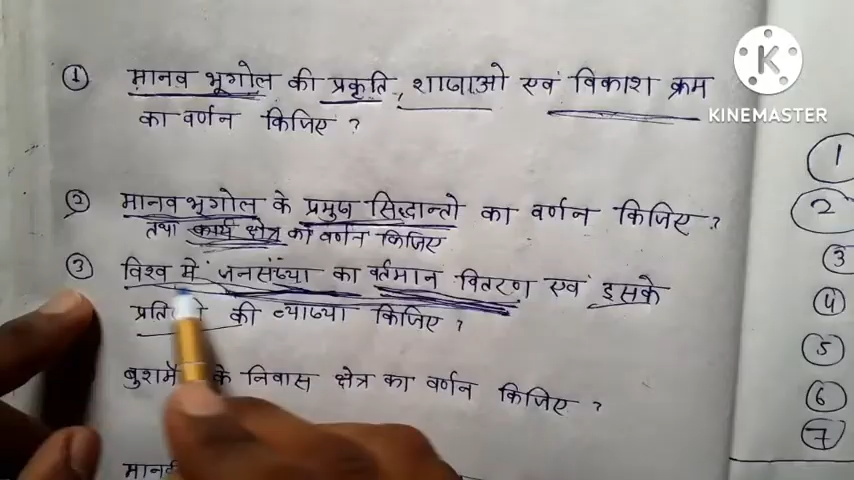 ① मानव भूगोल की प्रकृति, शाखाओ एवं विकाश क्रम
का वर्णन किजिए ?
② मानव भूगोल के प्रमुख सिद्धान्तो का वर्णन किजिए ?
तथा कार्य क्षेत्र का वर्णन किजिए
③ विश्व मे जनसंख्या का वर्तमान वितरण एवं इसके
की व्याख्या किजिए ?
के निवास क्षेत्र का वर्णन किजिए ?
KINEMASTER
1
2
3
4
5
6
7